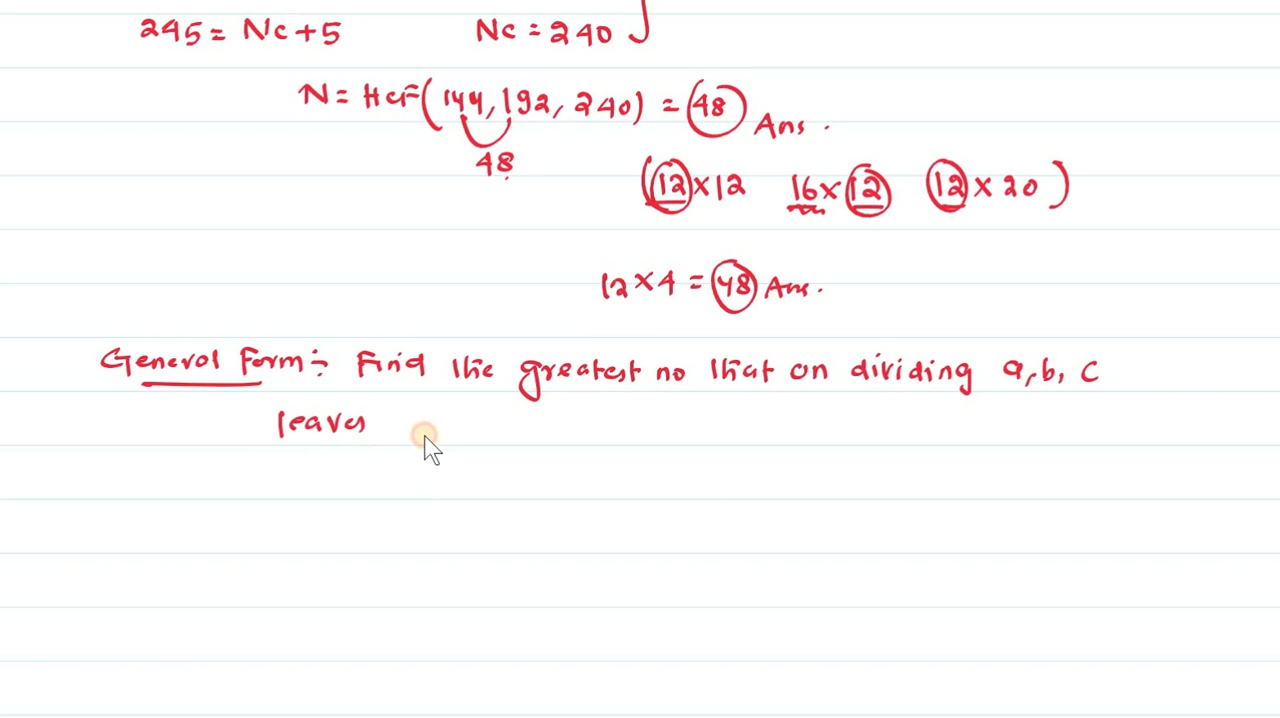 245 = Nc + 5 Nc = 240
N = HCF (144, 192, 240) = 48 Ans.
48
(12 × 12 16 × 12 12 × 20)
12 × 4 = 48 Ans.
General Form :- Find the greatest no that on dividing a, b, c
leaves